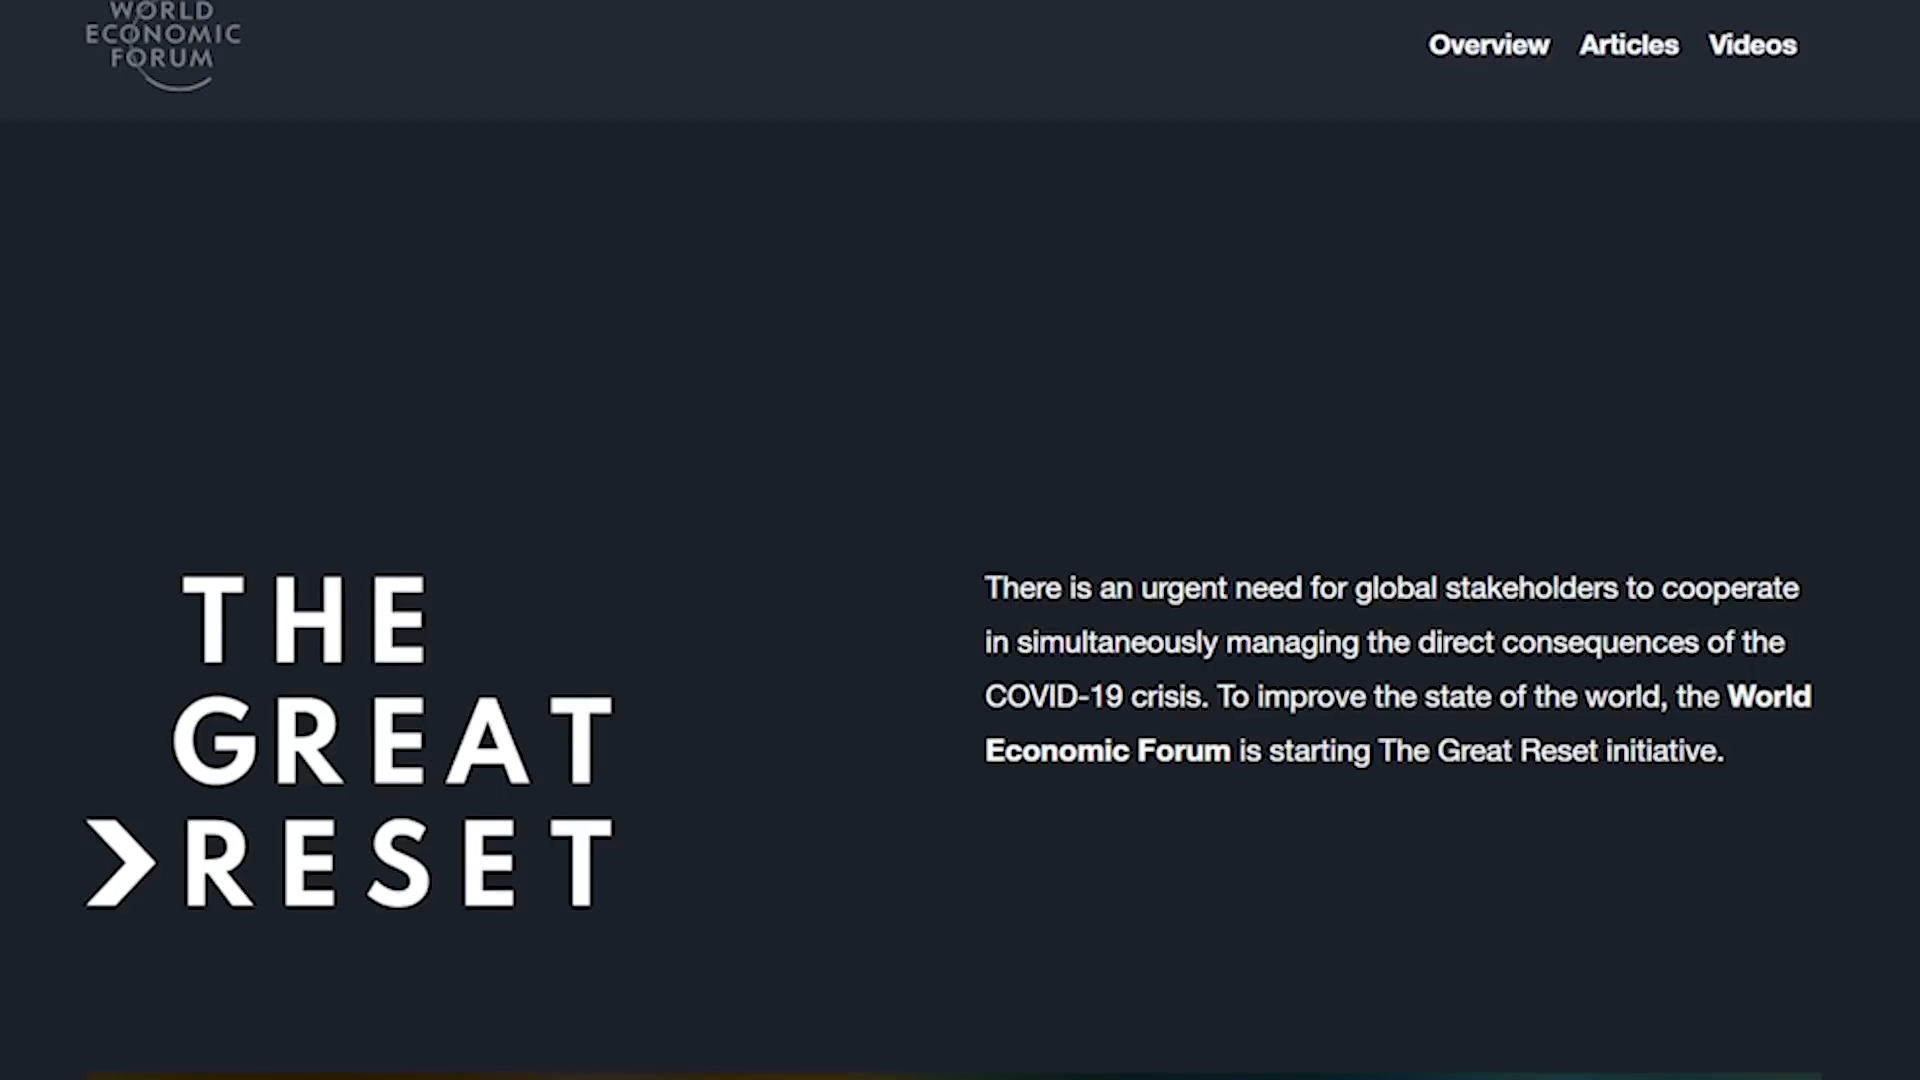 WORLD
ECONOMIC
FORUM
Overview Articles Videos
THE
GREAT
RESET
There is an urgent need for global stakeholders to cooperate
in simultaneously managing the direct consequences of the
COVID-19 crisis. To improve the state of the world, the World
Economic Forum is starting The Great Reset initiative.